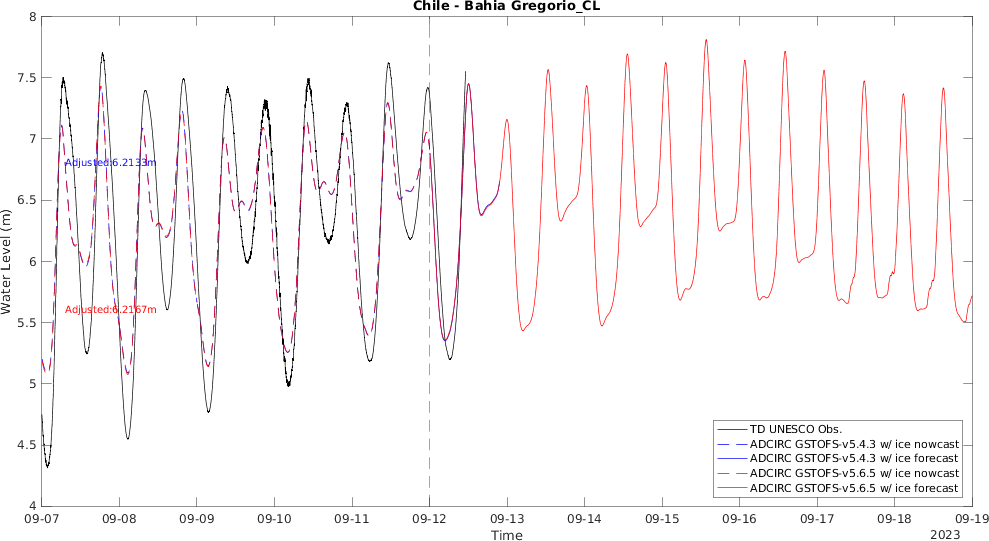 Chile - Bahia Gregorio_CL
8
7.5
7
6.5
6
5.5
5
4.5
4
Water Level (m)
Adjusted:6.2133m
Adjusted:6.2167m
TD UNESCO Obs.
ADCIRC GSTOFS-v5.4.3 w/ ice nowcast
ADCIRC GSTOFS-v5.4.3 w/ ice forecast
ADCIRC GSTOFS-v5.6.5 w/ ice nowcast
ADCIRC GSTOFS-v5.6.5 w/ ice forecast
09-07 09-08 09-09 09-10 09-11 09-12 09-13 09-14 09-15 09-16 09-17 09-18 09-19
Time
2023